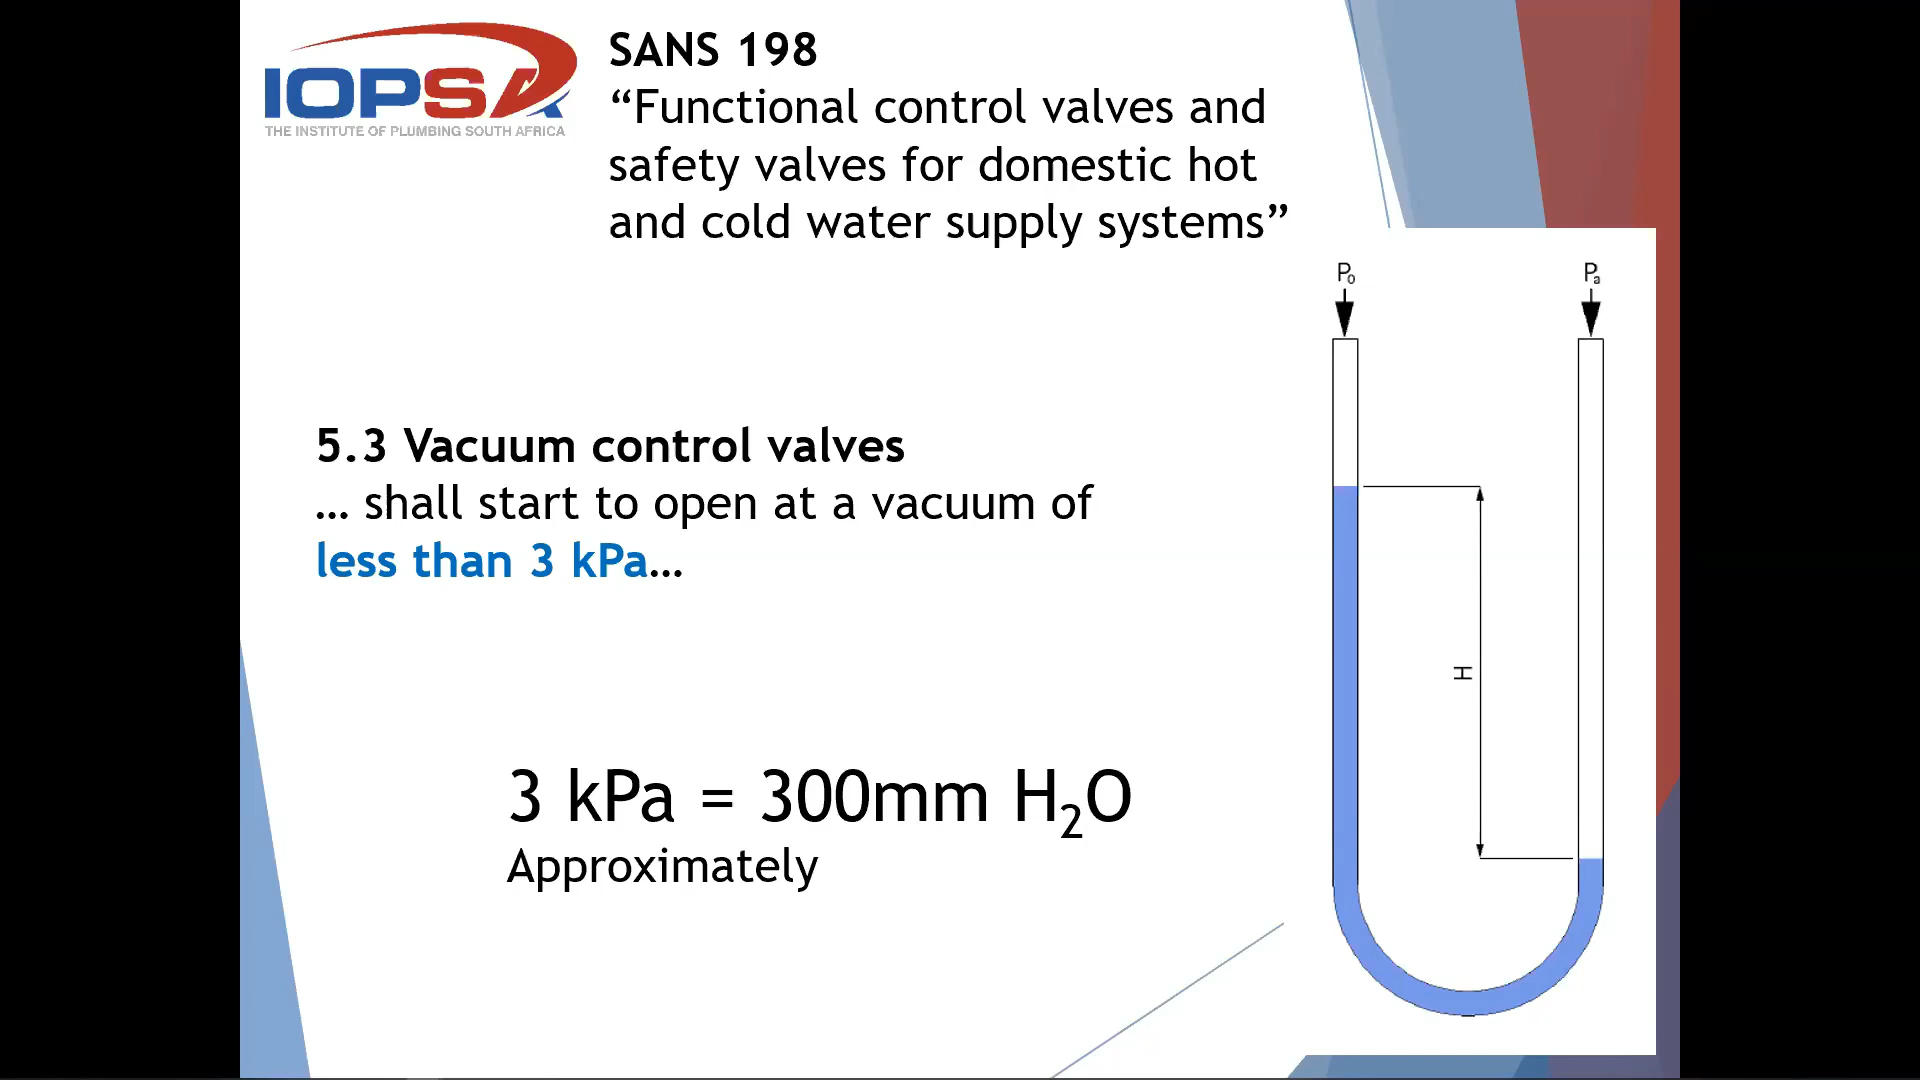 IOPSA
THE INSTITUTE OF PLUMBING SOUTH AFRICA
SANS 198
“Functional control valves and
safety valves for domestic hot
and cold water supply systems”
P₀
Pₐ
5.3 Vacuum control valves
… shall start to open at a vacuum of
less than 3 kPa…
H
3 kPa = 300mm H₂O
Approximately